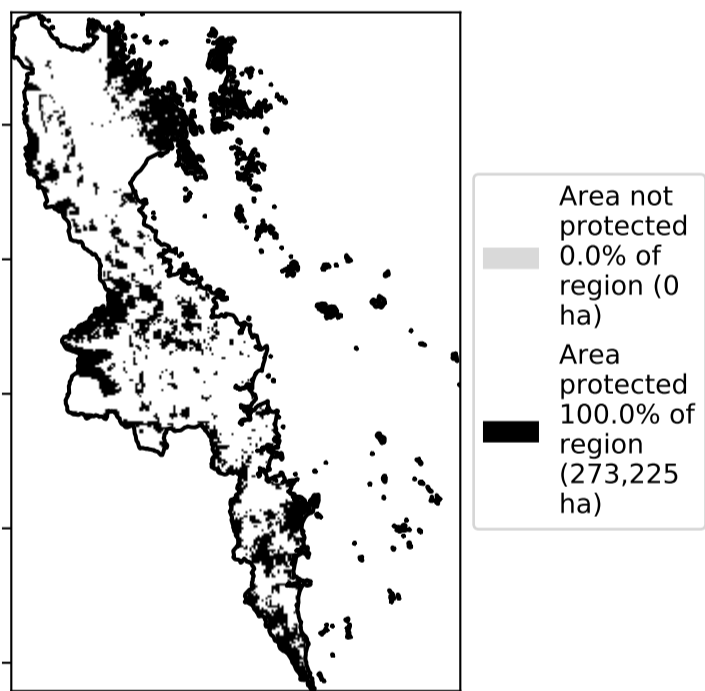 Area not
protected
0.0% of
region (0
ha)
Area
protected
100.0% of
region
(273,225
ha)